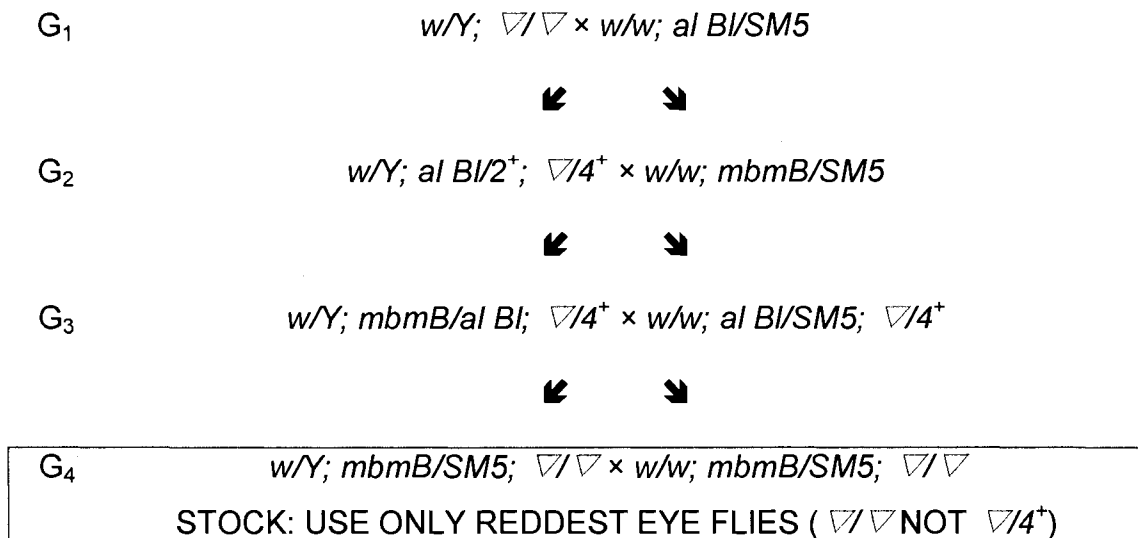 G₁ w/Y; ▽/▽ × w/w; al Bl/SM5
G₂ w/Y; al Bl/2⁺; ▽/4⁺ × w/w; mbmB/SM5
G₃ w/Y; mbmB/al Bl; ▽/4⁺ × w/w; al Bl/SM5; ▽/4⁺
G₄ w/Y; mbmB/SM5; ▽/▽ × w/w; mbmB/SM5; ▽/▽
STOCK: USE ONLY REDDEST EYE FLIES ( ▽/▽ NOT ▽/4⁺)